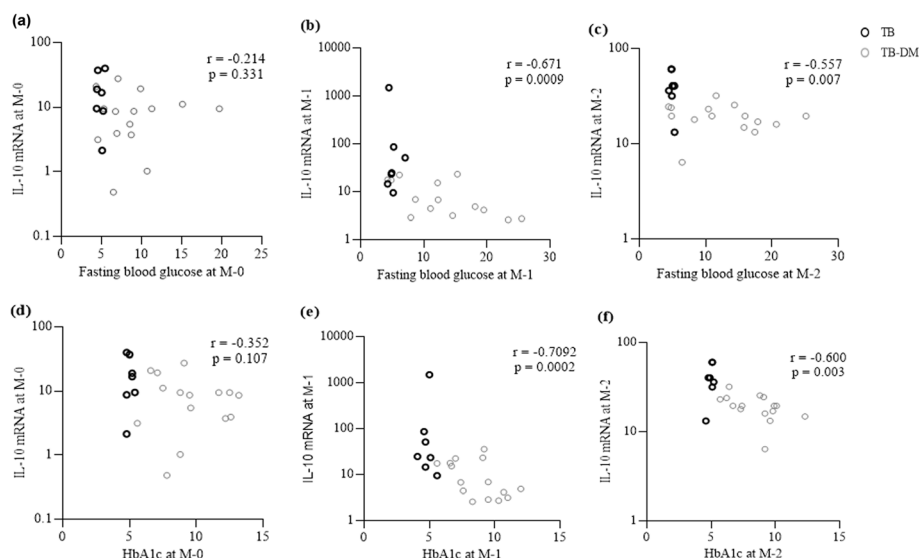 (a)
r = -0.214
p = 0.331
IL-10 mRNA at M-0
100
10
1
0.1
0 5 10 15 20 25
Fasting blood glucose at M-0
(b)
r = -0.671
p = 0.0009
IL-10 mRNA at M-1
10000
1000
100
10
1
0 10 20 30
Fasting blood glucose at M-1
(c)
r = -0.557
p = 0.007
IL-10 mRNA at M-2
100
10
1
0 10 20 30
Fasting blood glucose at M-2
TB
TB-DM
(d)
r = -0.352
p = 0.107
IL-10 mRNA at M-0
100
10
1
0.1
0 5 10 15
HbA1c at M-0
(e)
r = -0.7092
p = 0.0002
IL-10 mRNA at M-1
10000
1000
100
10
1
0 5 10 15
HbA1c at M-1
(f)
r = -0.600
p = 0.003
IL-10 mRNA at M-2
100
10
1
0 5 10 15
HbA1c at M-2